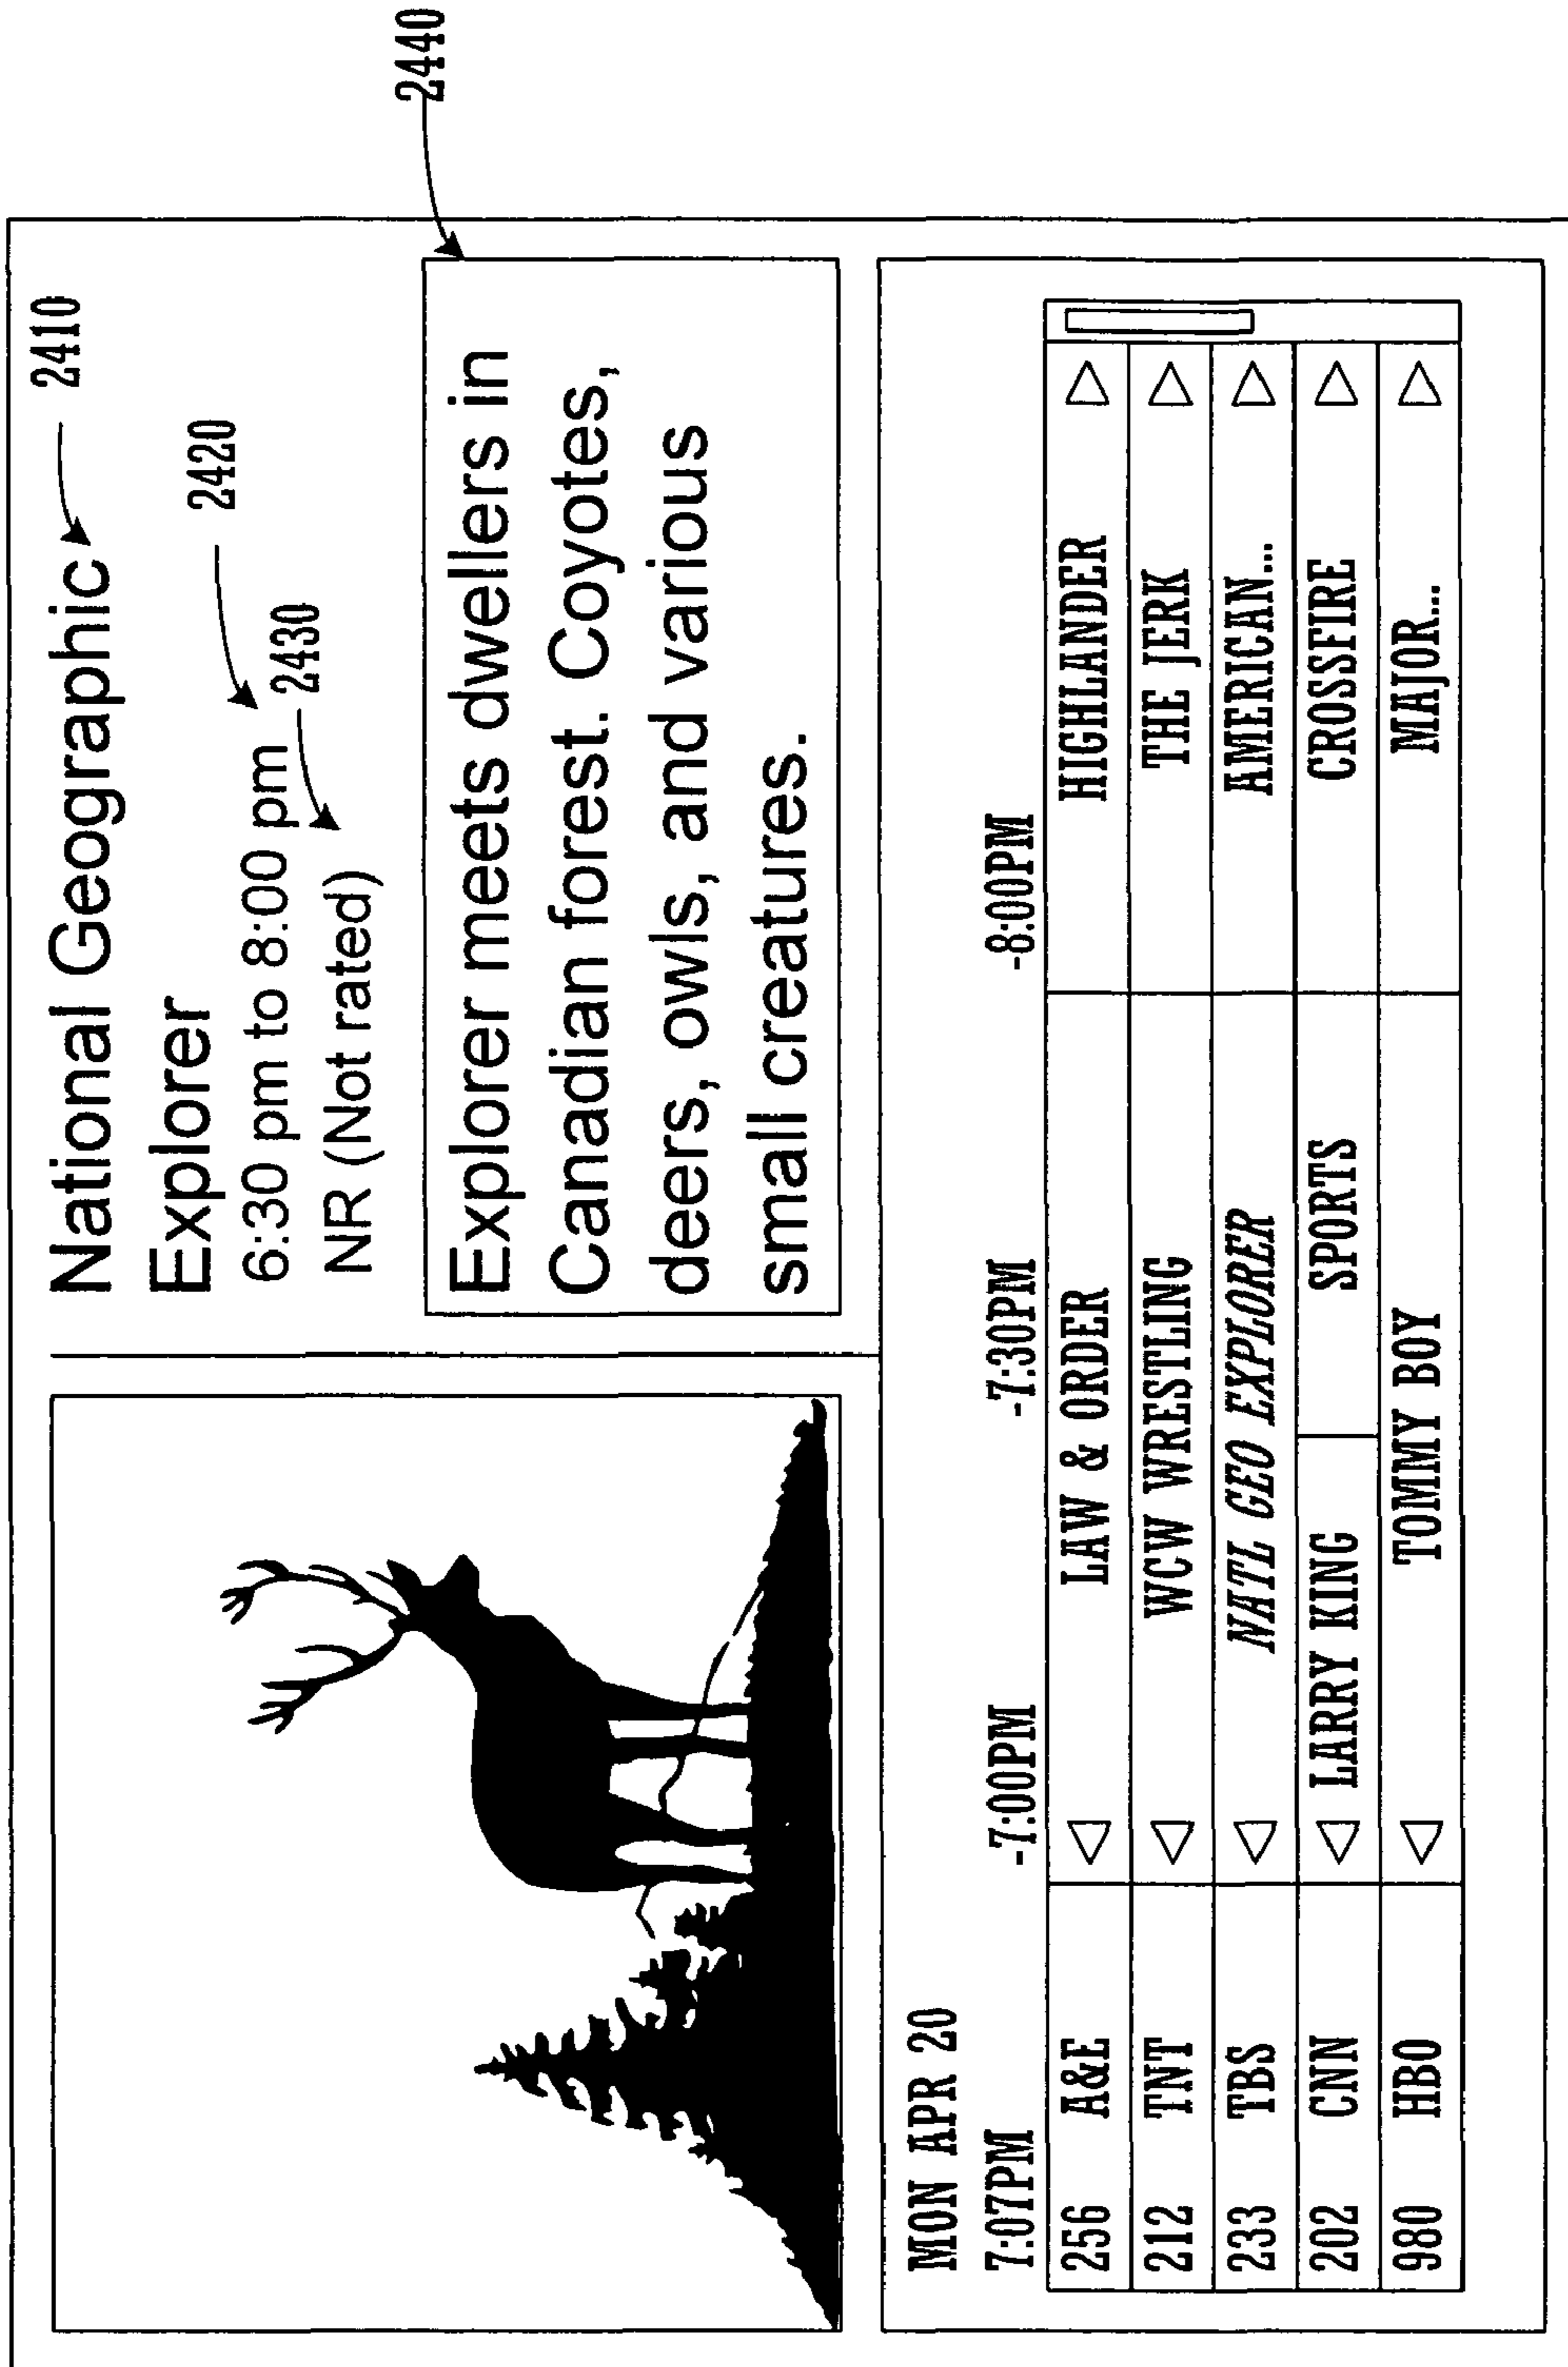 National Geographic
Explorer
2410
6:30 pm to 8:00 pm
2420
NR (Not rated)
2430
Explorer meets dwellers in
Canadian forest. Coyotes,
deers, owls, and various
small creatures.
2440
MON APR 20
7:07PM -7:00PM -7:30PM -8:00PM
256 A&E ◁ LAW & ORDER HIGHLANDER ▷
212 TNT ◁ WCW WRESTLING THE JERK ▷
233 TBS ◁ NATL GEO EXPLORER AMERICAN... ▷
202 CNN ◁ LARRY KING SPORTS CROSSFIRE ▷
980 HBO ◁ TOMMY BOY MAJOR... ▷